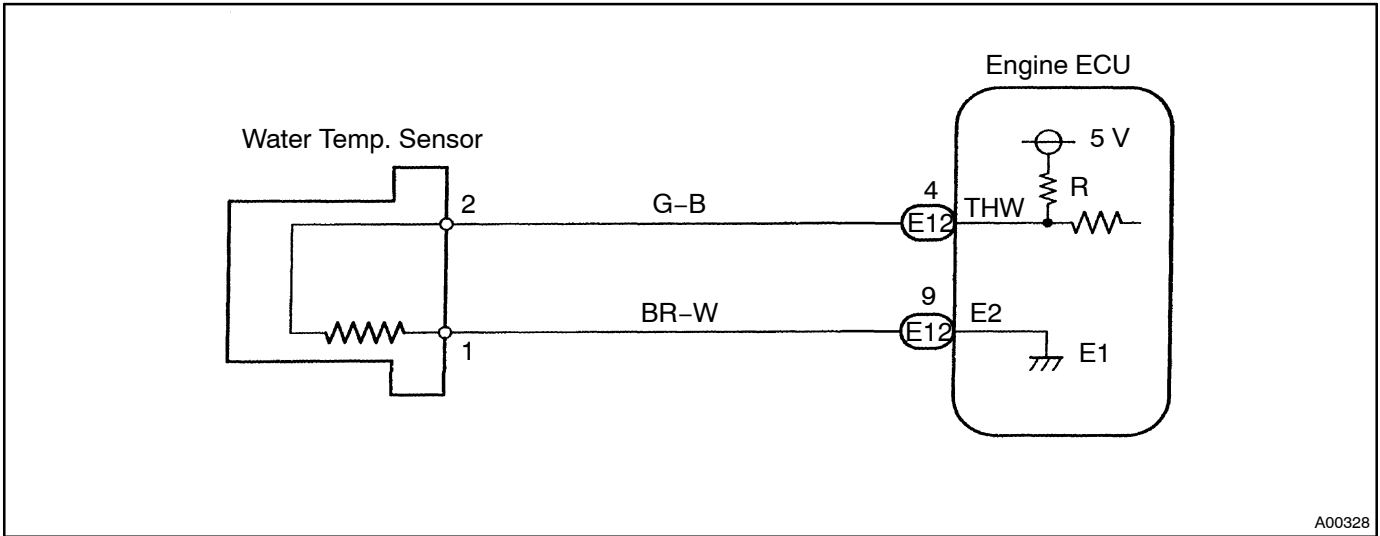 Engine ECU
Water Temp. Sensor
5 V
R
2
G−B
4
E12
THW
1
BR−W
9
E12
E2
E1
A00328